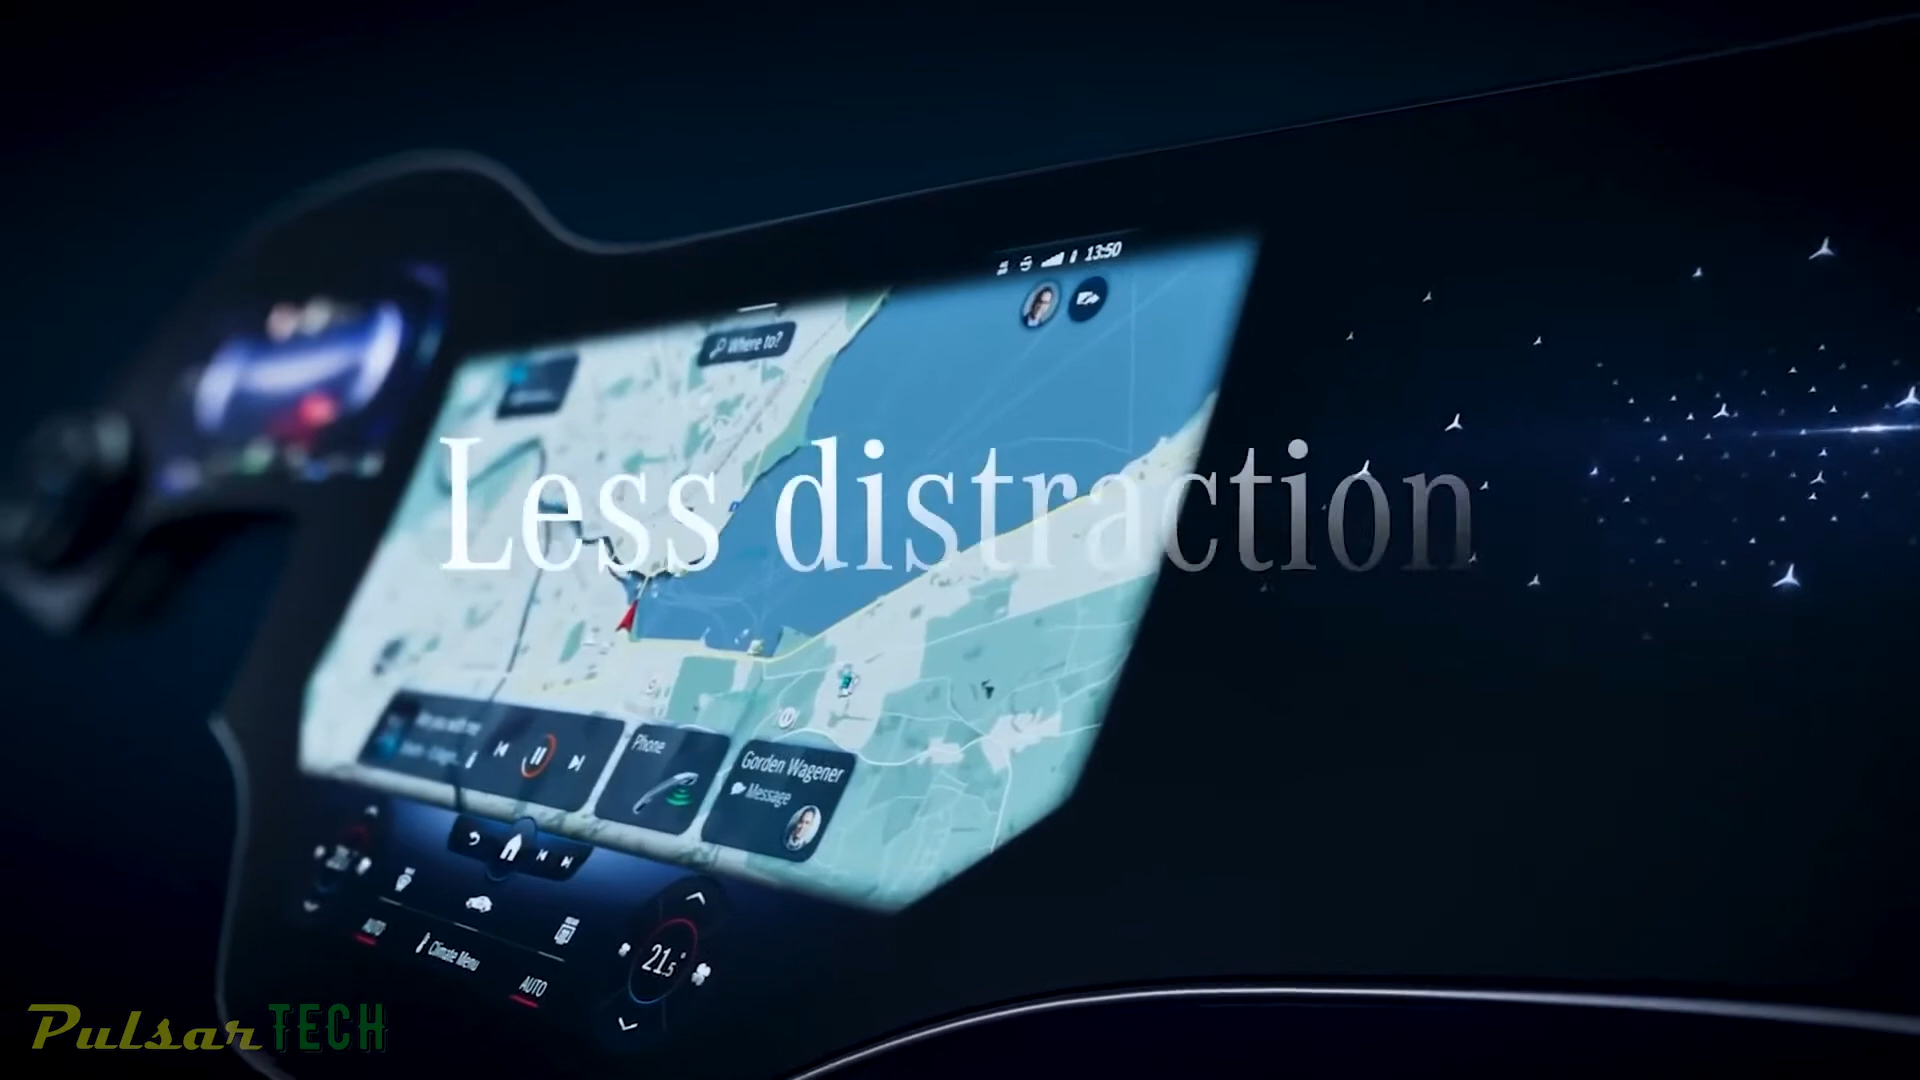 13:50
Where to?
Less distraction
Phone
Gorden Wagener
Message
21.5°
AUTO
Climate Menu
AUTO
PulsarTECH